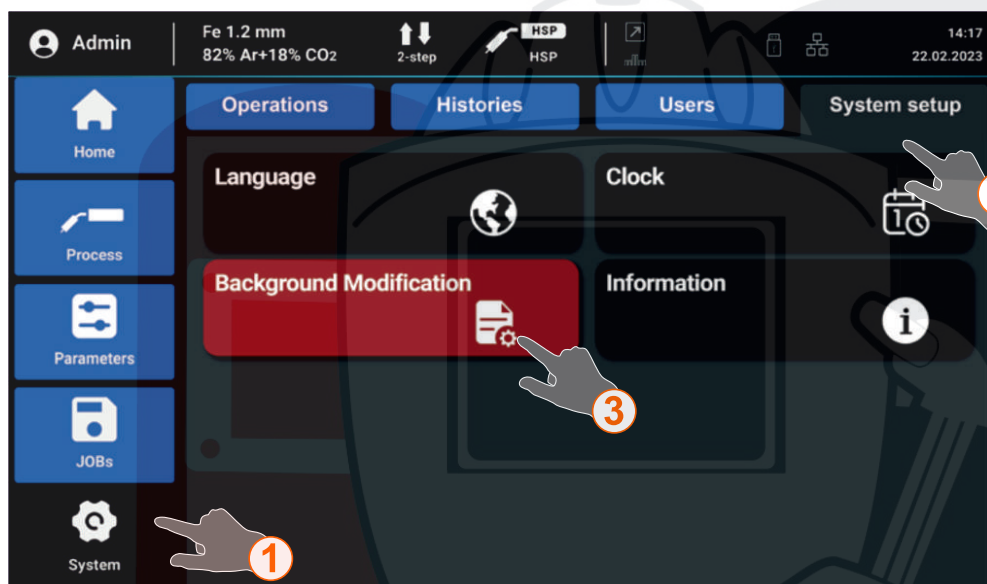 Admin
Fe 1.2 mm
82% Ar+18% CO2
2-step
HSP
HSP
14:17
22.02.2023
Operations
Histories
Users
System setup
Home
Language
Clock
1
Process
Background Modification
Information
i
Parameters
3
JOBs
1
System